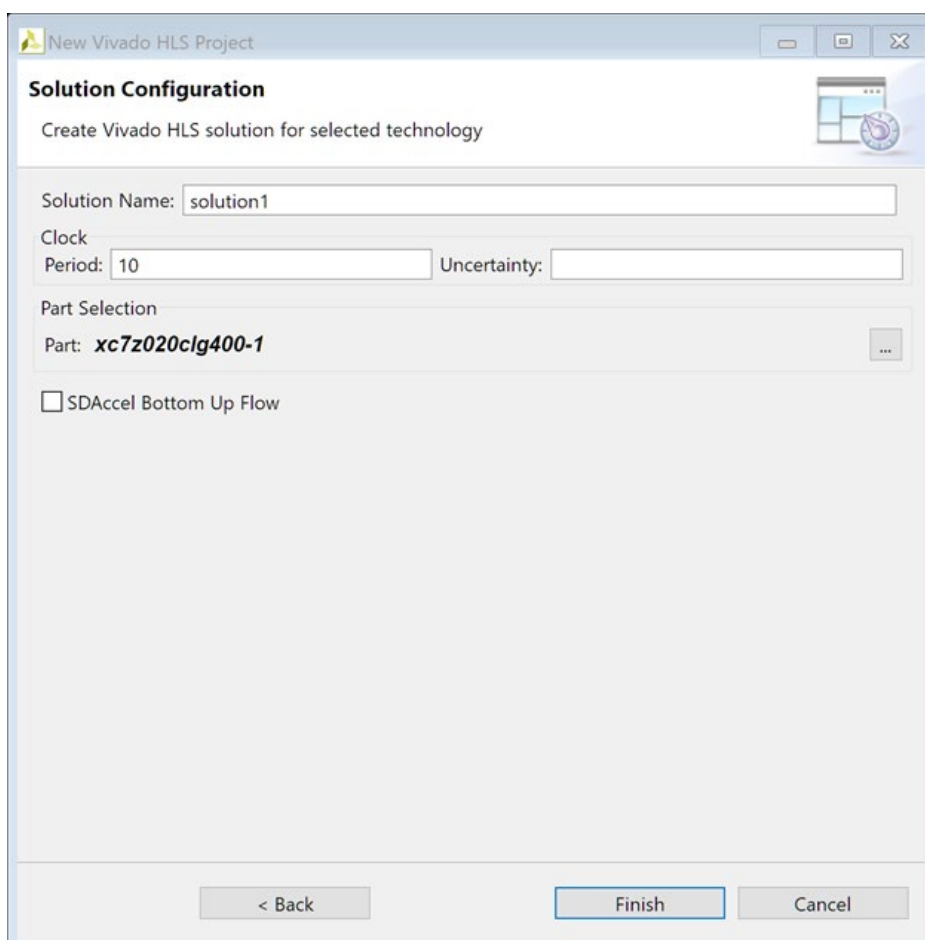 New Vivado HLS Project
Solution Configuration
Create Vivado HLS solution for selected technology
Solution Name: solution1
Clock
Period: 10 Uncertainty:
Part Selection
Part: xc7z020clg400-1
...
SDAccel Bottom Up Flow
< Back Finish Cancel